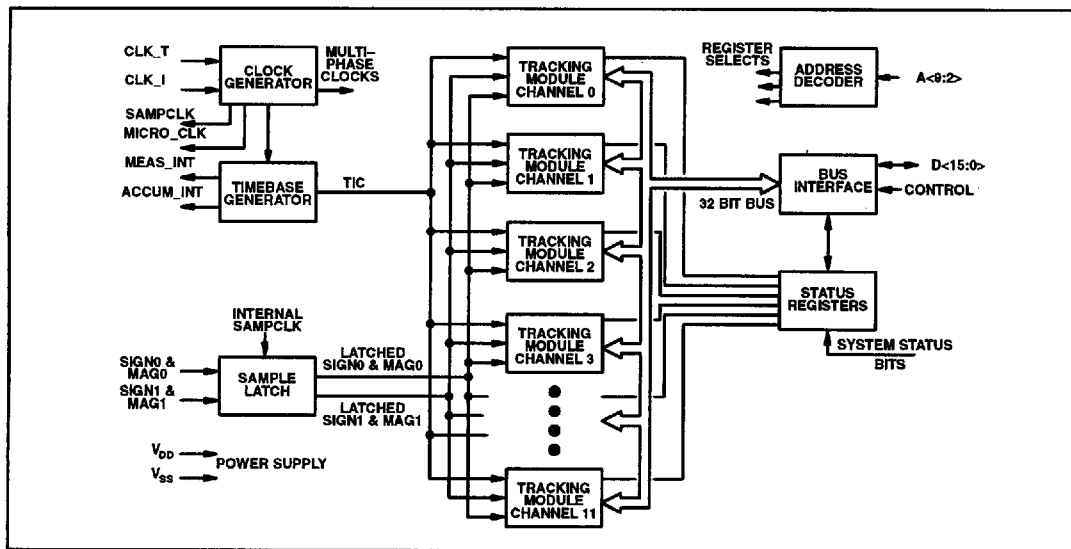 CLK_T
CLK_I
CLOCK
GENERATOR
MULTI–
PHASE
CLOCKS
SAMPCLK
MICRO_CLK
MEAS_INT
ACCUM_INT
TIMEBASE
GENERATOR
TIC
INTERNAL
SAMPCLK
SIGN0 &
MAG0
SIGN1 &
MAG1
SAMPLE
LATCH
LATCHED
SIGN0 & MAG0
LATCHED
SIGN1 & MAG1
VDD
VSS
POWER SUPPLY
TRACKING
MODULE
CHANNEL 0
TRACKING
MODULE
CHANNEL 1
TRACKING
MODULE
CHANNEL 2
TRACKING
MODULE
CHANNEL 3
TRACKING
MODULE
CHANNEL 11
REGISTER
SELECTS
ADDRESS
DECODER
A<9:2>
32 BIT BUS
BUS
INTERFACE
D<15:0>
CONTROL
STATUS
REGISTERS
SYSTEM STATUS
BITS